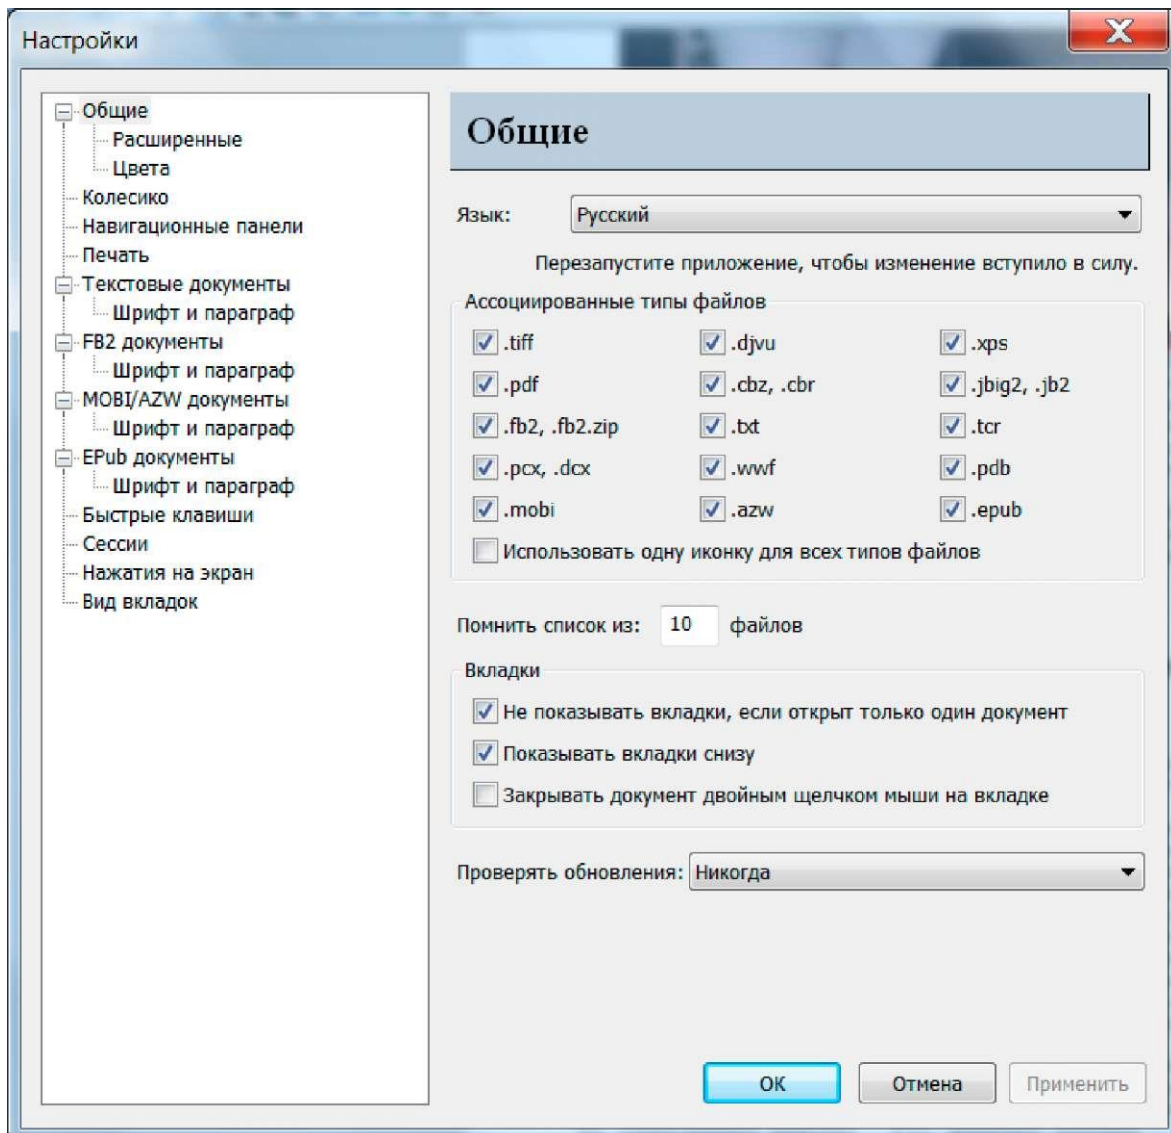 Настройки
Общие
Расширенные
Цвета
Колесико
Навигационные панели
Печать
Текстовые документы
Шрифт и параграф
FB2 документы
Шрифт и параграф
MOBI/AZW документы
Шрифт и параграф
EPub документы
Шрифт и параграф
Быстрые клавиши
Сессии
Нажатия на экран
Вид вкладок
Общие
Язык: Русский
Перезапустите приложение, чтобы изменение вступило в силу.
Ассоциированные типы файлов
.tiff .djvu .xps
.pdf .cbz, .cbr .jbig2, .jb2
.fb2, .fb2.zip .txt .tcr
.pcx, .dcx .wwf .pdb
.mobi .azw .epub
Использовать одну иконку для всех типов файлов
Помнить список из: 10 файлов
Вкладки
Не показывать вкладки, если открыт только один документ
Показывать вкладки снизу
Закрывать документ двойным щелчком мыши на вкладке
Проверять обновления: Никогда
ОК Отмена Применить